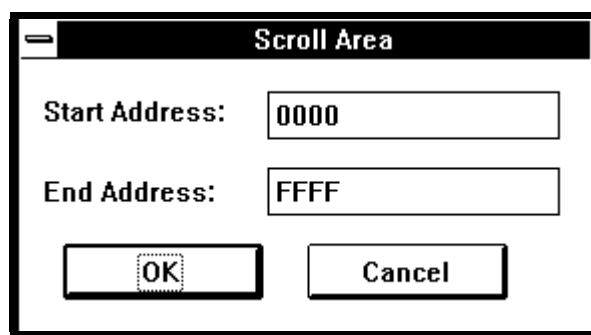 Scroll Area
Start Address: 0000
End Address: FFFF
OK Cancel